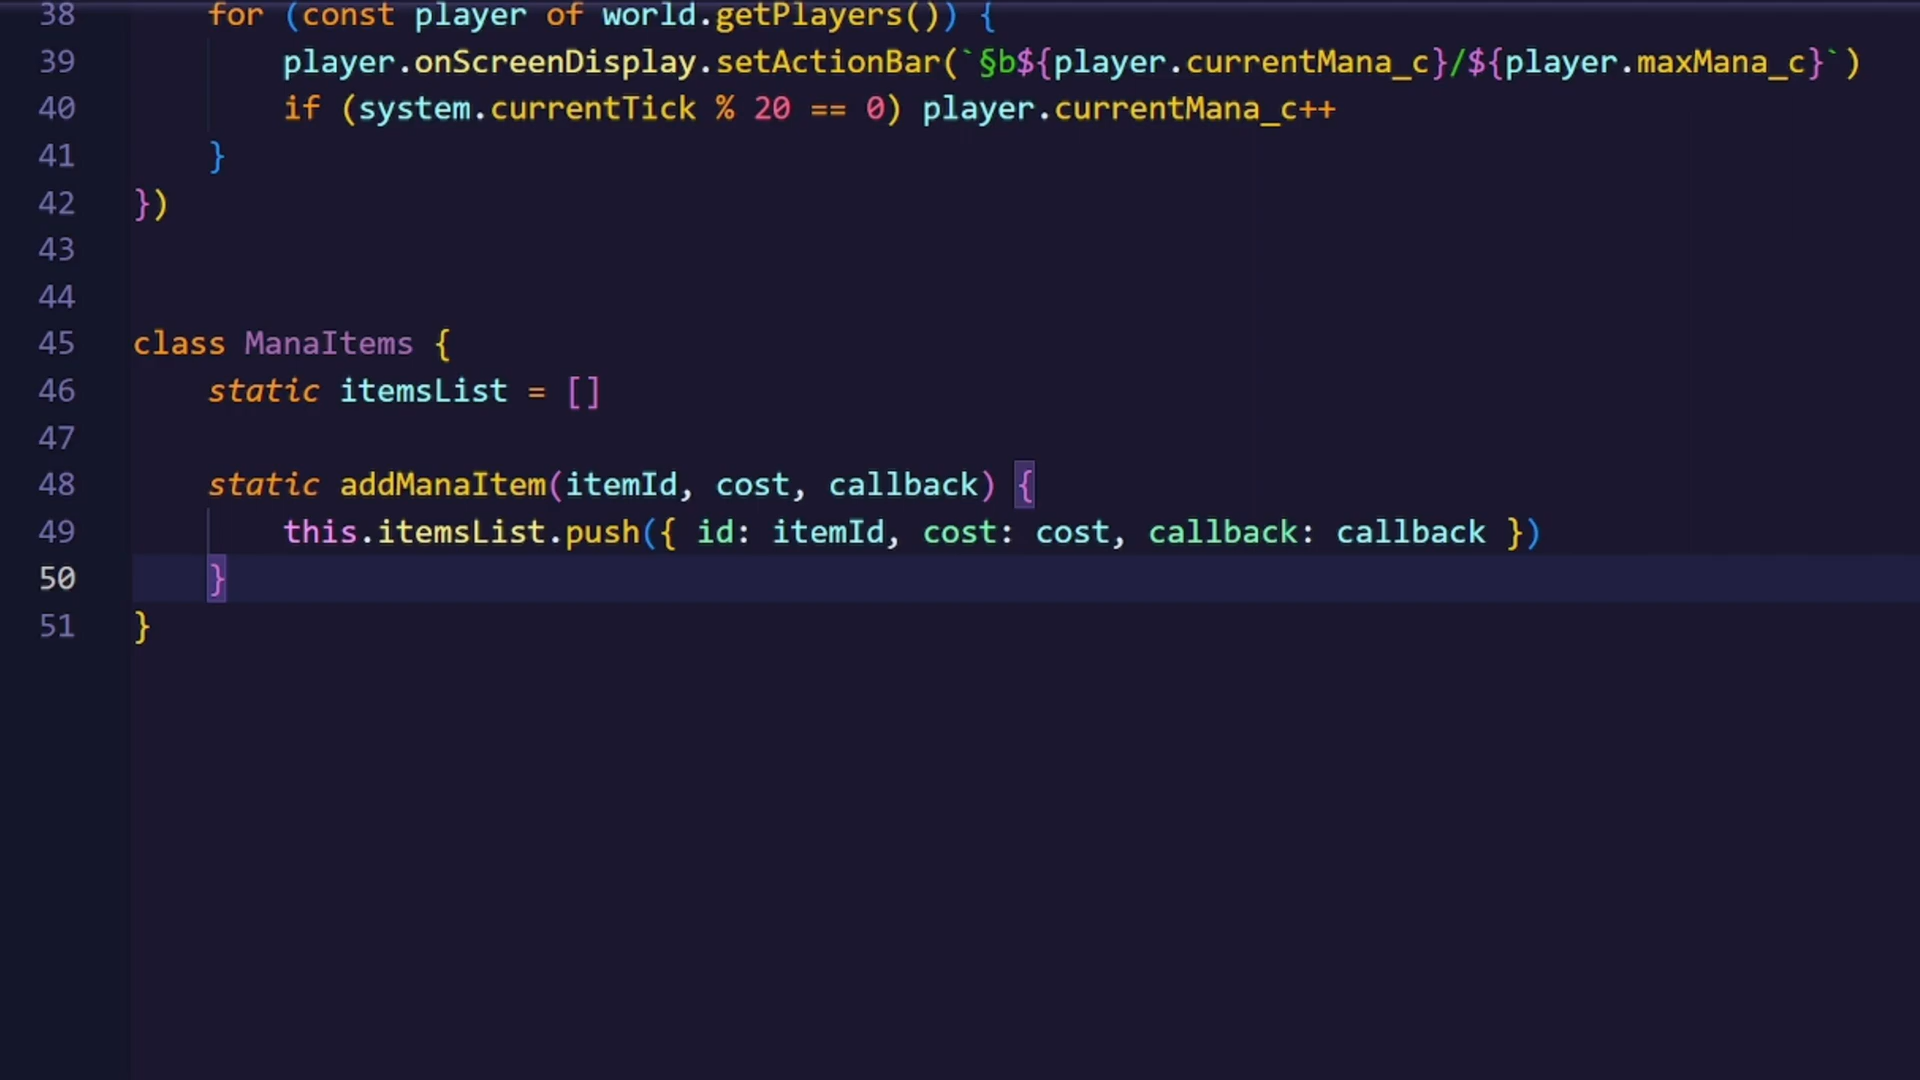 38 for (const player of world.getPlayers()) {
39 player.onScreenDisplay.setActionBar(`§b${player.currentMana_c}/${player.maxMana_c}`)
40 if (system.currentTick % 20 == 0) player.currentMana_c++
41 }
42 })
43
44
45 class ManaItems {
46 static itemsList = []
47
48 static addManaItem(itemId, cost, callback) {
49 this.itemsList.push({ id: itemId, cost: cost, callback: callback })
50 }
51 }